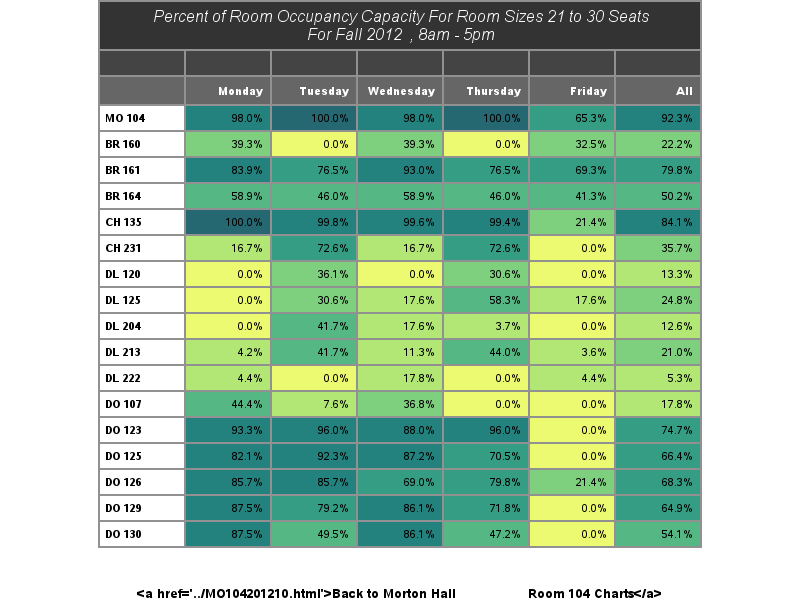 Percent of Room Occupancy Capacity For Room Sizes 21 to 30 Seats
For Fall 2012 , 8am - 5pm
Monday Tuesday Wednesday Thursday Friday All
MO 104 98.0% 100.0% 98.0% 100.0% 65.3% 92.3%
BR 160 39.3% 0.0% 39.3% 0.0% 32.5% 22.2%
BR 161 83.9% 76.5% 93.0% 76.5% 69.3% 79.8%
BR 164 58.9% 46.0% 58.9% 46.0% 41.3% 50.2%
CH 135 100.0% 99.8% 99.6% 99.4% 21.4% 84.1%
CH 231 16.7% 72.6% 16.7% 72.6% 0.0% 35.7%
DL 120 0.0% 36.1% 0.0% 30.6% 0.0% 13.3%
DL 125 0.0% 30.6% 17.6% 58.3% 17.6% 24.8%
DL 204 0.0% 41.7% 17.6% 3.7% 0.0% 12.6%
DL 213 4.2% 41.7% 11.3% 44.0% 3.6% 21.0%
DL 222 4.4% 0.0% 17.8% 0.0% 4.4% 5.3%
DO 107 44.4% 7.6% 36.8% 0.0% 0.0% 17.8%
DO 123 93.3% 96.0% 88.0% 96.0% 0.0% 74.7%
DO 125 82.1% 92.3% 87.2% 70.5% 0.0% 66.4%
DO 126 85.7% 85.7% 69.0% 79.8% 21.4% 68.3%
DO 129 87.5% 79.2% 86.1% 71.8% 0.0% 64.9%
DO 130 87.5% 49.5% 86.1% 47.2% 0.0% 54.1%
<a href='../MO104201210.html'>Back to Morton Hall Room 104 Charts</a>